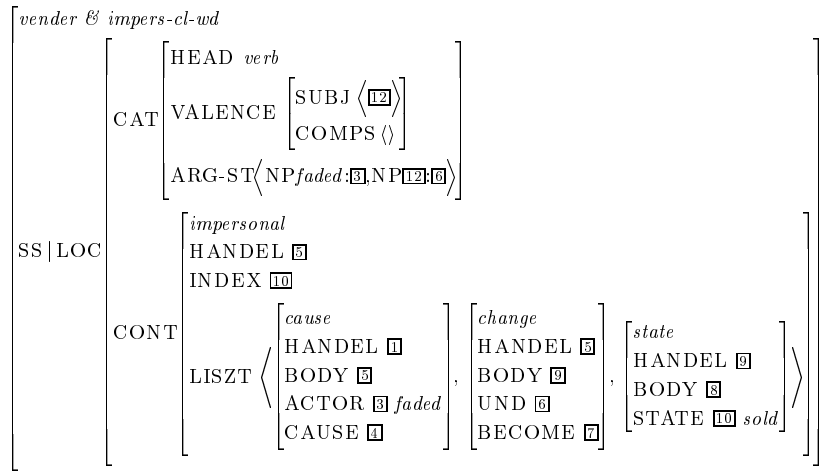 vender & impers-cl-wd
SS | LOC
CAT
HEAD verb
VALENCE
SUBJ ⟨12⟩
COMPS ⟨⟩
ARG-ST⟨NPfaded:3,NP12:6⟩
CONT
impersonal
HANDEL 5
INDEX 10
LISZT
⟨
cause
HANDEL 1
BODY 5
ACTOR 3 faded
CAUSE 4
,
change
HANDEL 5
BODY 9
UND 6
BECOME 7
,
state
HANDEL 9
BODY 8
STATE 10 sold
⟩